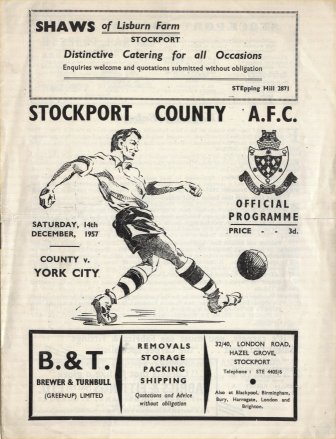 SHAWS of Lisburn Farm
STOCKPORT
Distinctive Catering for all Occasions
Enquiries welcome and quotations submitted without obligation
STEpping Hill 2871
STOCKPORT COUNTY A.F.C.
OFFICIAL
PROGRAMME
PRICE - - 3d.
SATURDAY, 14th
DECEMBER, 1957
COUNTY v.
YORK CITY
B. & T.
BREWER & TURNBULL
(GREENUP) LIMITED
REMOVALS
STORAGE
PACKING
SHIPPING
Quotations and Advice
without obligation
32/40, LONDON ROAD,
HAZEL GROVE,
STOCKPORT
Telephone : STE 4405/6
Also at Blackpool, Birmingham,
Bury, Harrogate, London and
Brighton.